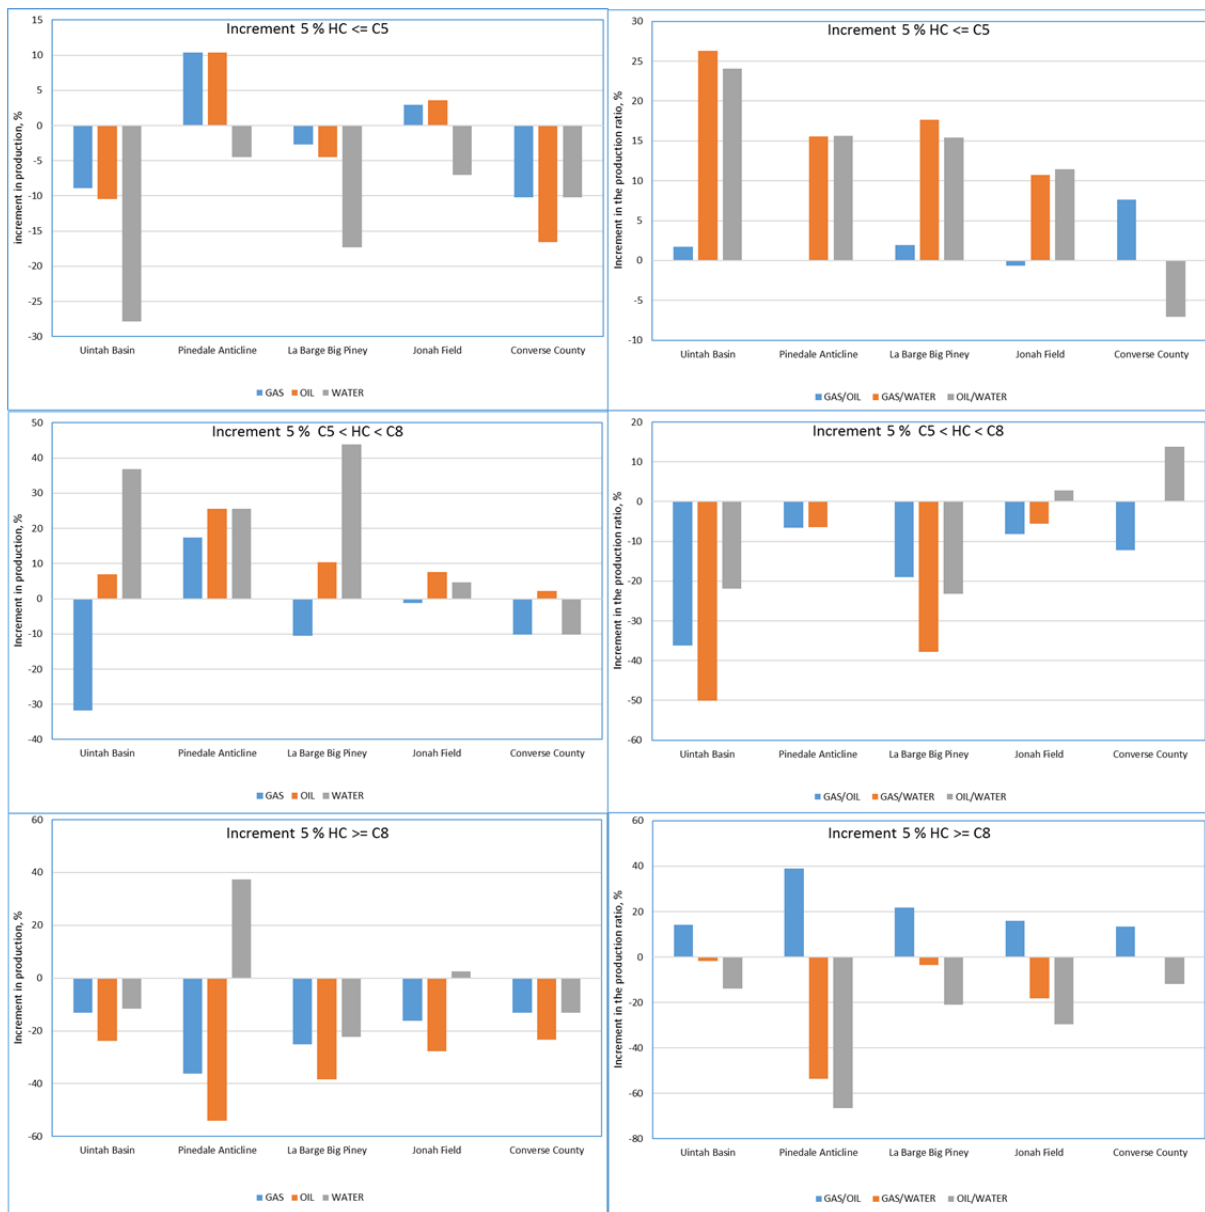 Increment 5 % HC <= C5
increment in production, %
15
10
5
0
-5
-10
-15
-20
-25
-30
Uintah Basin Pinedale Anticline La Barge Big Piney Jonah Field Converse County
GAS OIL WATER
Increment 5 % HC <= C5
Increment in the production ratio, %
30
25
20
15
10
5
0
-5
-10
Uintah Basin Pinedale Anticline La Barge Big Piney Jonah Field Converse County
GAS/OIL GAS/WATER OIL/WATER
Increment 5 % C5 < HC < C8
Increment in production, %
50
40
30
20
10
0
-10
-20
-30
-40
Uintah Basin Pinedale Anticline La Barge Big Piney Jonah Field Converse County
GAS OIL WATER
Increment 5 % C5 < HC < C8
Increment in the production ratio, %
20
10
0
-10
-20
-30
-40
-50
-60
Uintah Basin Pinedale Anticline La Barge Big Piney Jonah Field Converse County
GAS/OIL GAS/WATER OIL/WATER
Increment 5 % HC >= C8
Increment in production, %
60
40
20
0
-20
-40
-60
Uintah Basin Pinedale Anticline La Barge Big Piney Jonah Field Converse County
GAS OIL WATER
Increment 5 % HC >= C8
Increment in the production ratio, %
60
40
20
0
-20
-40
-60
-80
Uintah Basin Pinedale Anticline La Barge Big Piney Jonah Field Converse County
GAS/OIL GAS/WATER OIL/WATER